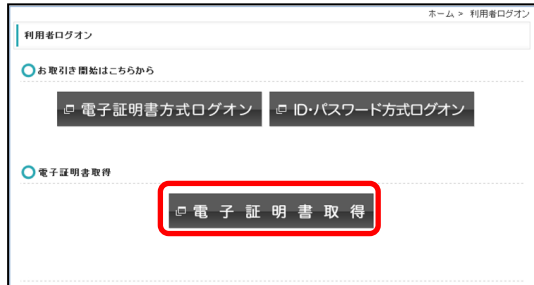 ホーム > 利用者ログオン
利用者ログオン
お取引き開始はこちらから
電子証明書方式ログオン
ID・パスワード方式ログオン
電子証明書取得
電子証明書取得